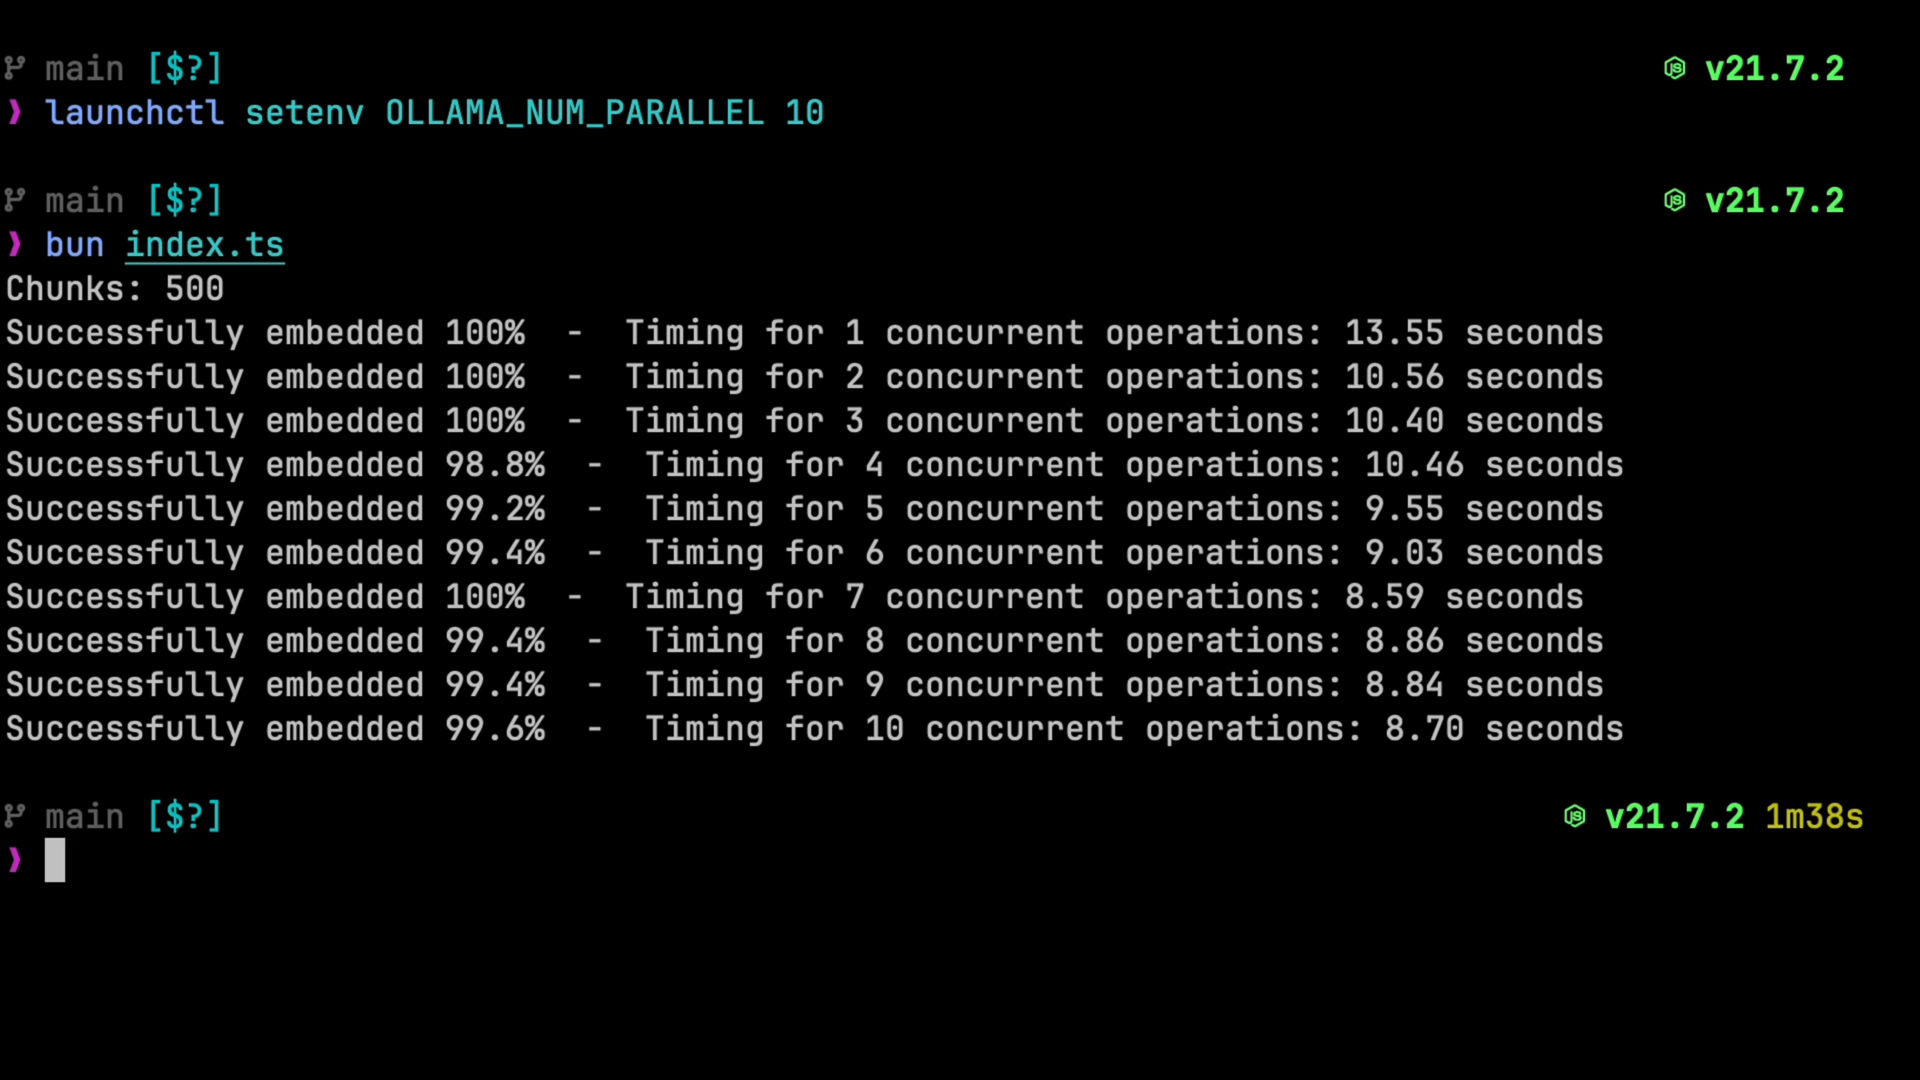 main [$?] v21.7.2
❱ launchctl setenv OLLAMA_NUM_PARALLEL 10
main [$?] v21.7.2
❱ bun index.ts
Chunks: 500
Successfully embedded 100%  -  Timing for 1 concurrent operations: 13.55 seconds
Successfully embedded 100%  -  Timing for 2 concurrent operations: 10.56 seconds
Successfully embedded 100%  -  Timing for 3 concurrent operations: 10.40 seconds
Successfully embedded 98.8%  -  Timing for 4 concurrent operations: 10.46 seconds
Successfully embedded 99.2%  -  Timing for 5 concurrent operations: 9.55 seconds
Successfully embedded 99.4%  -  Timing for 6 concurrent operations: 9.03 seconds
Successfully embedded 100%  -  Timing for 7 concurrent operations: 8.59 seconds
Successfully embedded 99.4%  -  Timing for 8 concurrent operations: 8.86 seconds
Successfully embedded 99.4%  -  Timing for 9 concurrent operations: 8.84 seconds
Successfully embedded 99.6%  -  Timing for 10 concurrent operations: 8.70 seconds
main [$?] v21.7.2 1m38s
❱